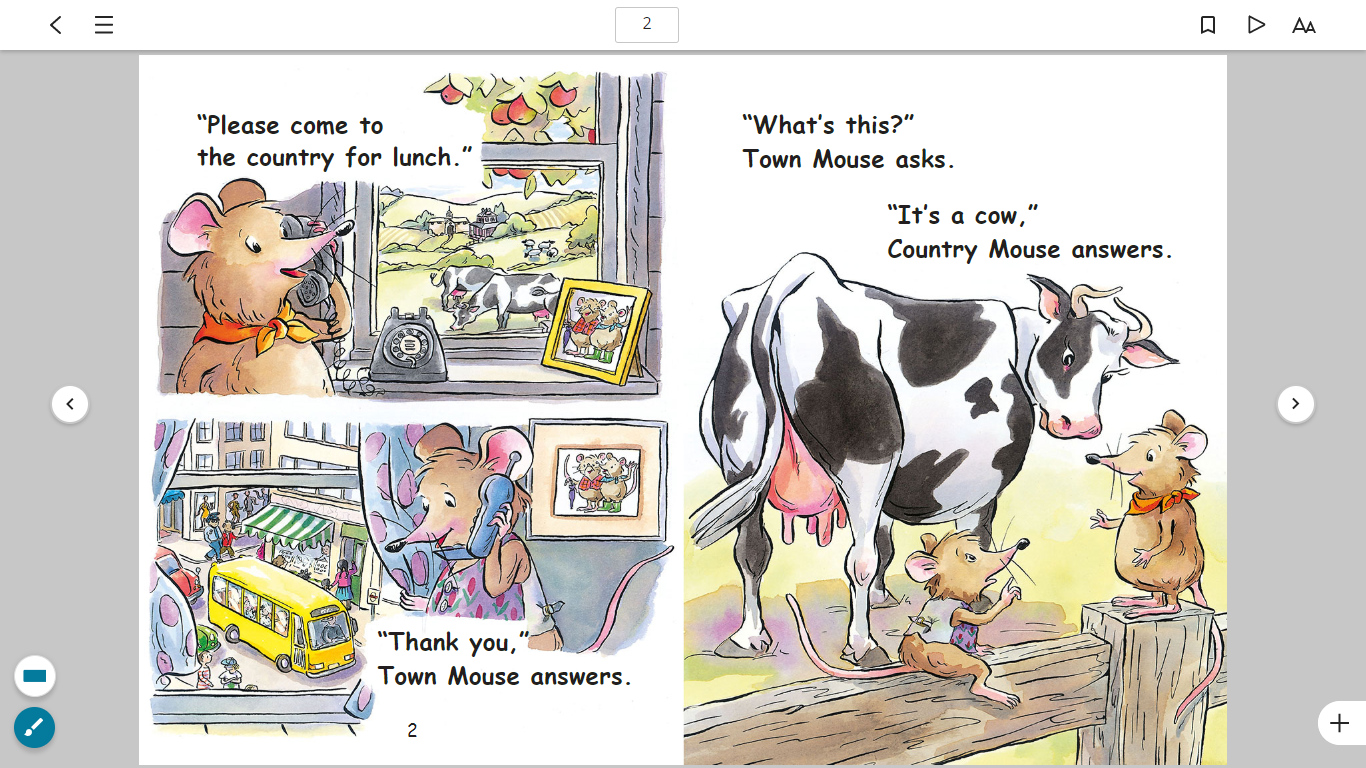 2
“Please come to
the country for lunch.”
“Thank you,”
Town Mouse answers.
2
“What’s this?”
Town Mouse asks.
“It’s a cow,”
Country Mouse answers.